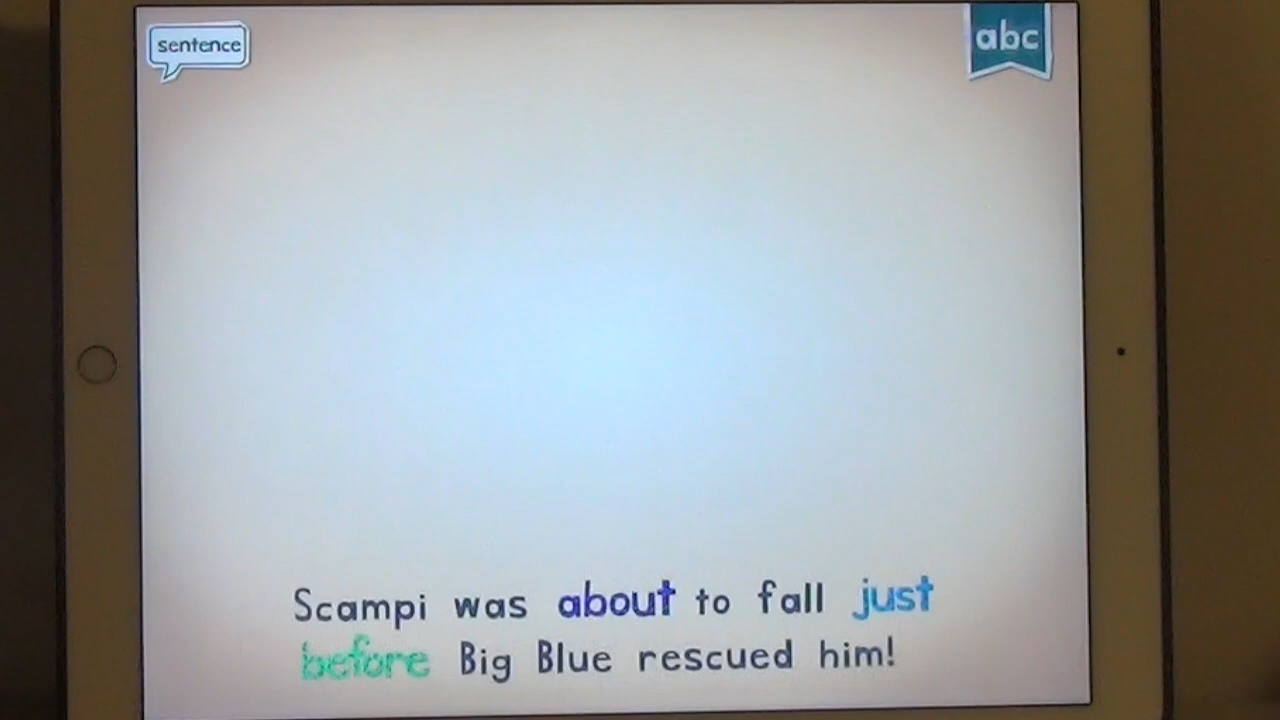 sentence
abc
Scampi was about to fall just
before Big Blue rescued him!